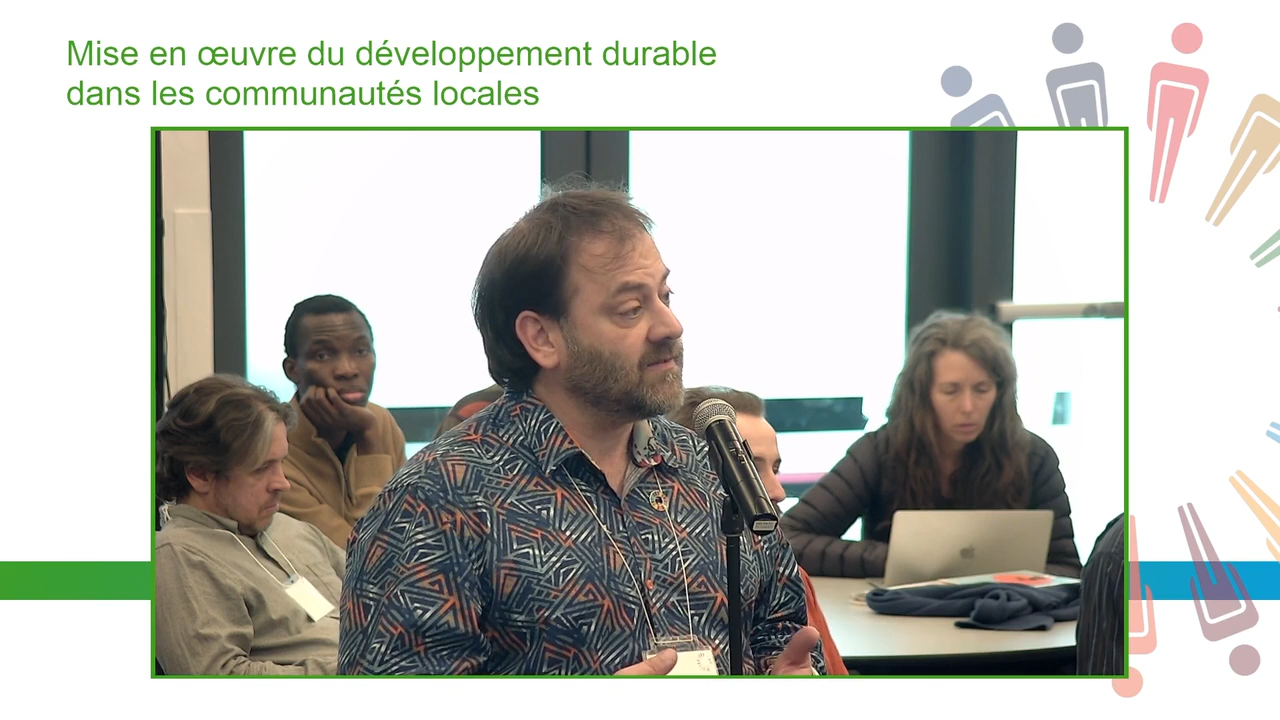 Mise en œuvre du développement durable
dans les communautés locales